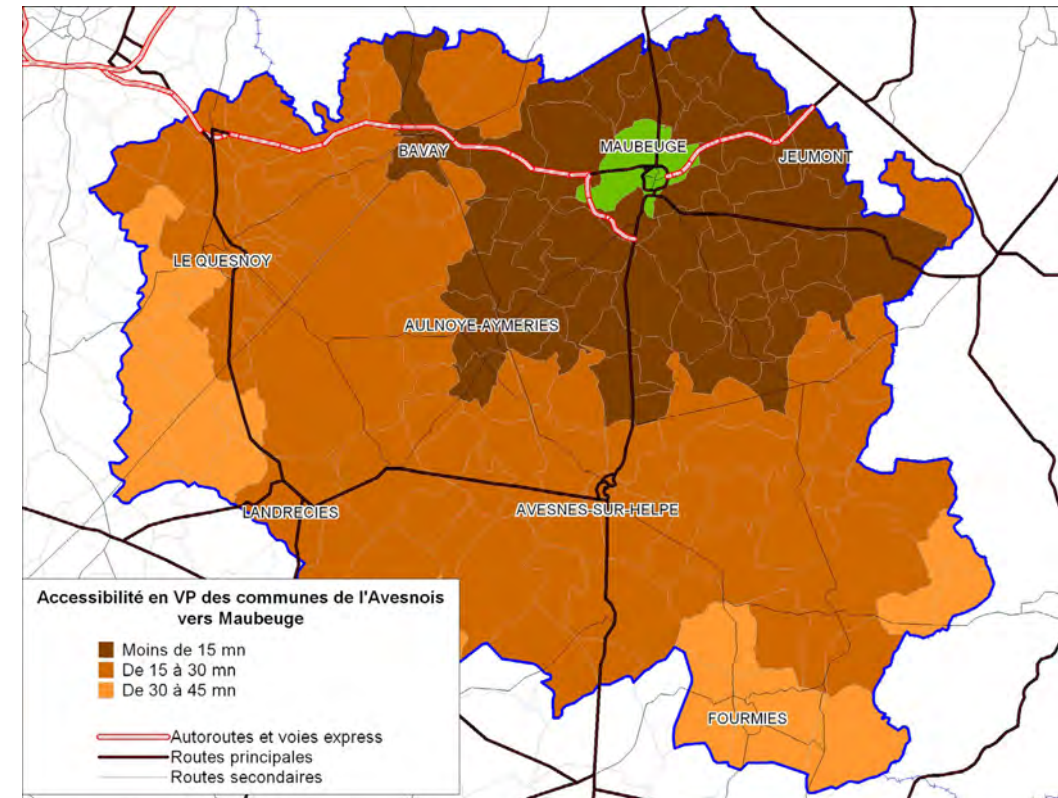 MAUBEUGE
BAVAY
JEUMONT
LE QUESNOY
AULNOYE-AYMERIES
LANDRECIES
AVESNES-SUR-HELPE
FOURMIES
Accessibilité en VP des communes de l'Avesnois
vers Maubeuge
Moins de 15 mn
De 15 à 30 mn
De 30 à 45 mn
Autoroutes et voies express
Routes principales
Routes secondaires